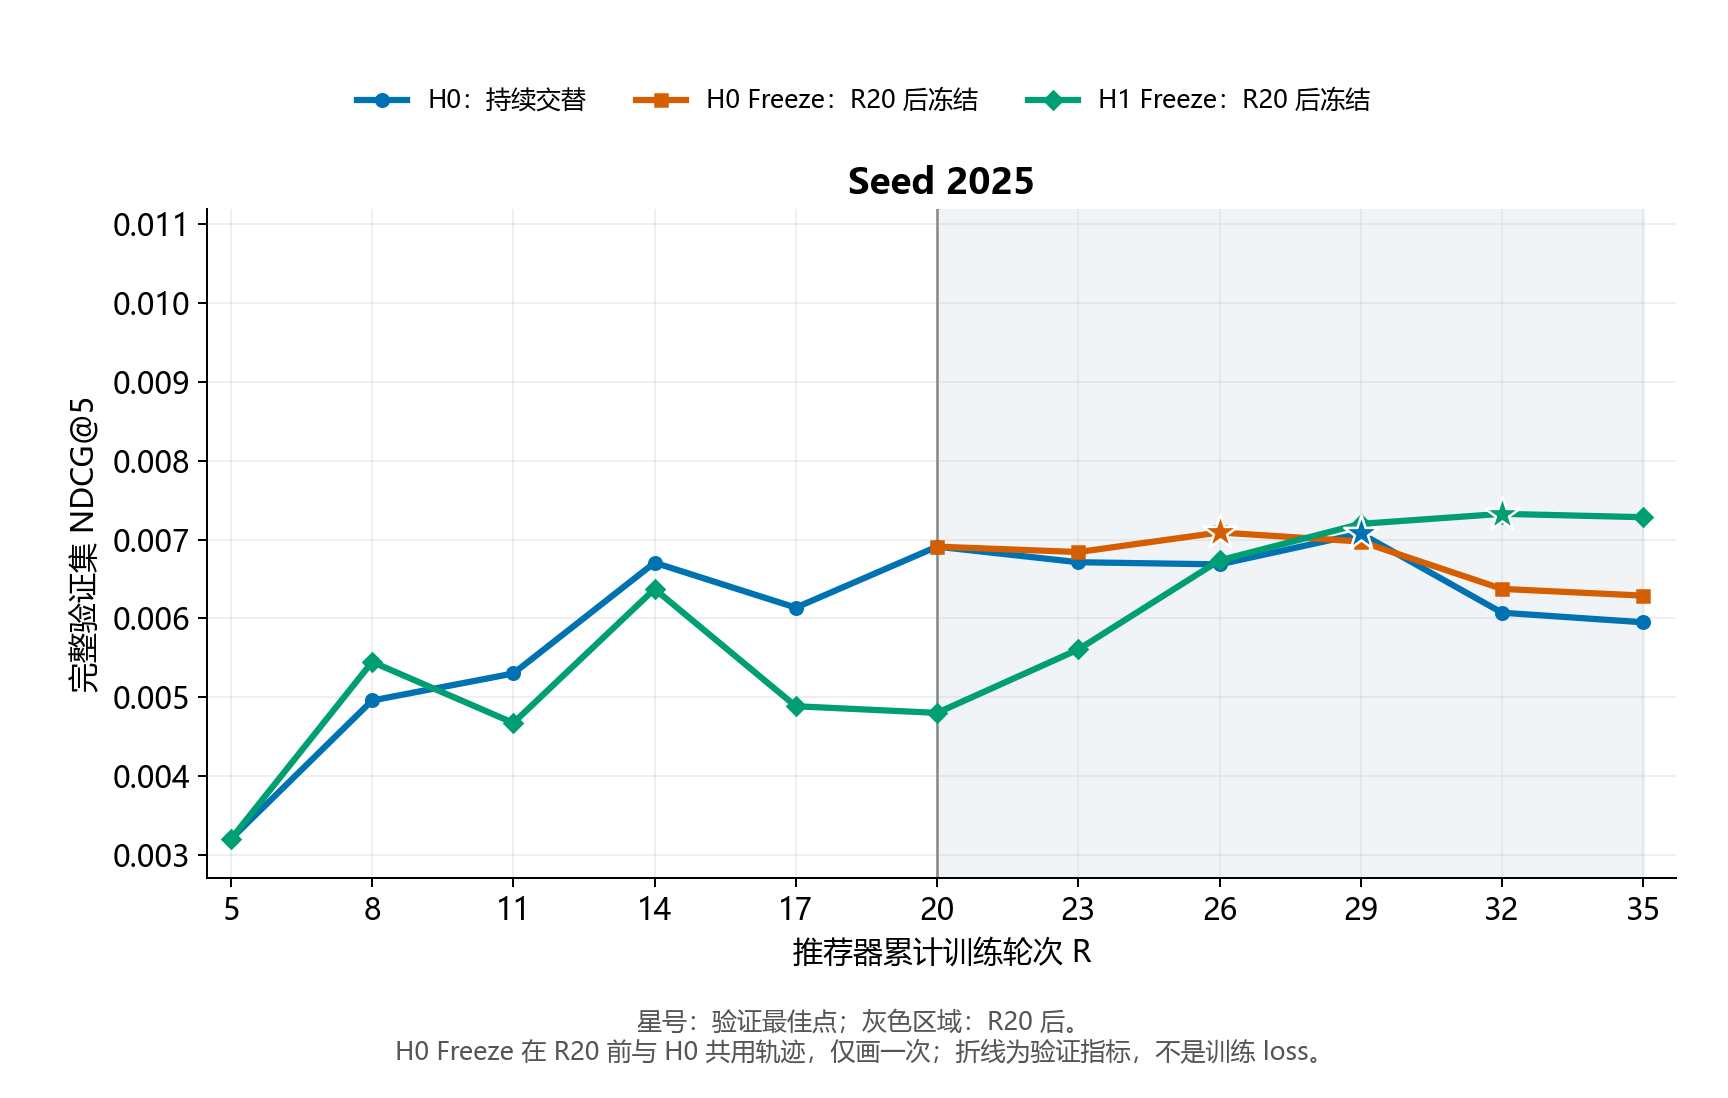 H0：持续交替
H0 Freeze：R20 后冻结
H1 Freeze：R20 后冻结
Seed 2025
完整验证集 NDCG@5
0.011
0.010
0.009
0.008
0.007
0.006
0.005
0.004
0.003
5 8 11 14 17 20 23 26 29 32 35
推荐器累计训练轮次 R
星号：验证最佳点；灰色区域：R20 后。
H0 Freeze 在 R20 前与 H0 共用轨迹，仅画一次；折线为验证指标，不是训练 loss。